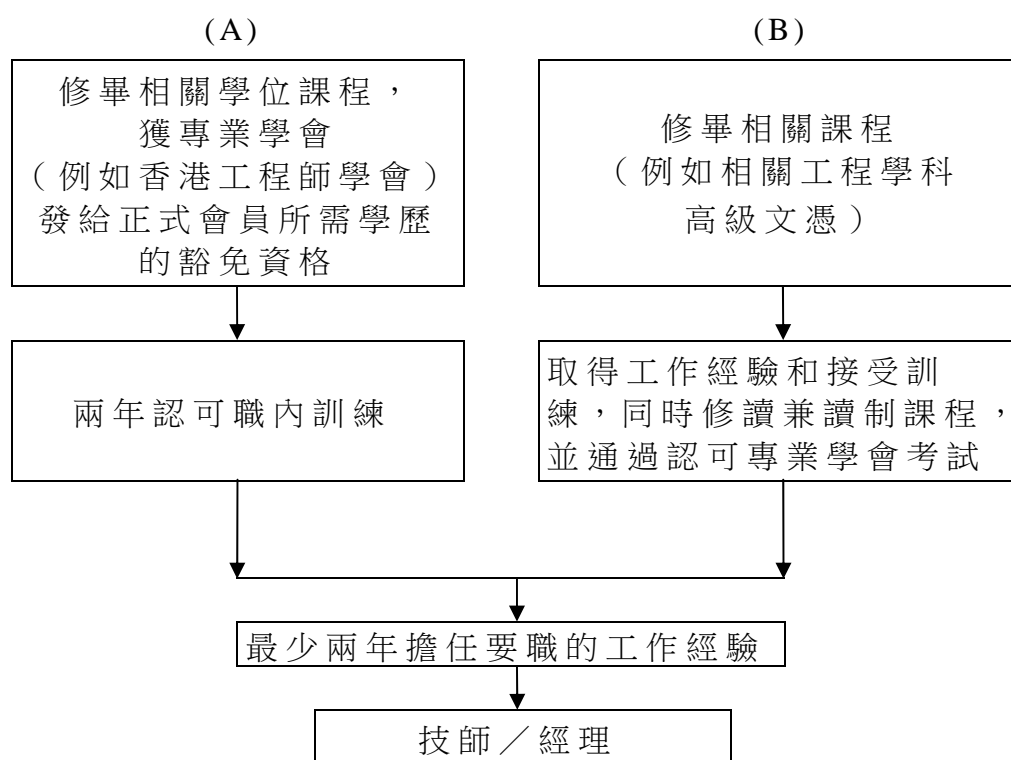 (A)
修畢相關學位課程，
獲專業學會
（例如香港工程師學會）
發給正式會員所需學歷
的豁免資格
兩年認可職內訓練
(B)
修畢相關課程
（例如相關工程學科
高級文憑）
取得工作經驗和接受訓
練，同時修讀兼讀制課程，
並通過認可專業學會考試
最少兩年擔任要職的工作經驗
技師／經理